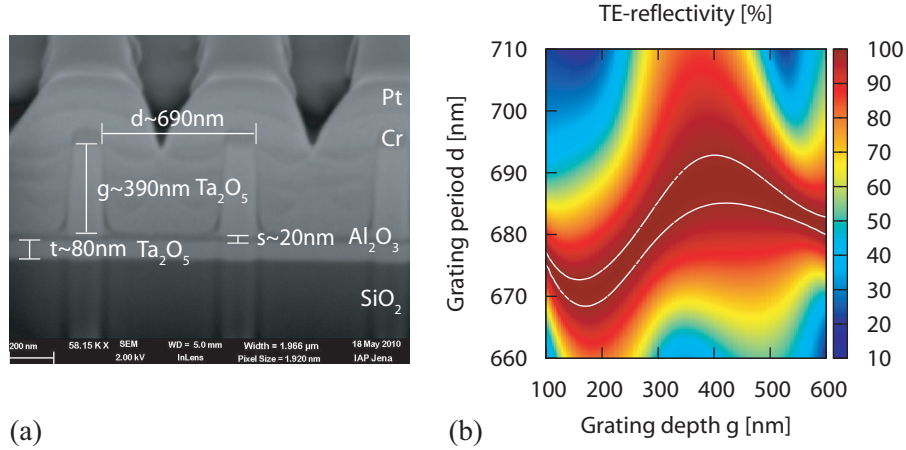 Pt
Cr
d~690nm
g~390nm Ta₂O₅
s~20nm
Al₂O₃
t~80nm Ta₂O₅
SiO₂
200 nm 58.15 K X SEM WD = 5.0 mm Width = 1.966 µm 18 May 2010
2.00 kV InLens Pixel Size = 1.920 nm IAP Jena
(a)
TE-reflectivity [%]
Grating period d [nm]
710
700
690
680
670
660
100 200 300 400 500 600
Grating depth g [nm]
100
90
80
70
60
50
40
30
20
10
(b)